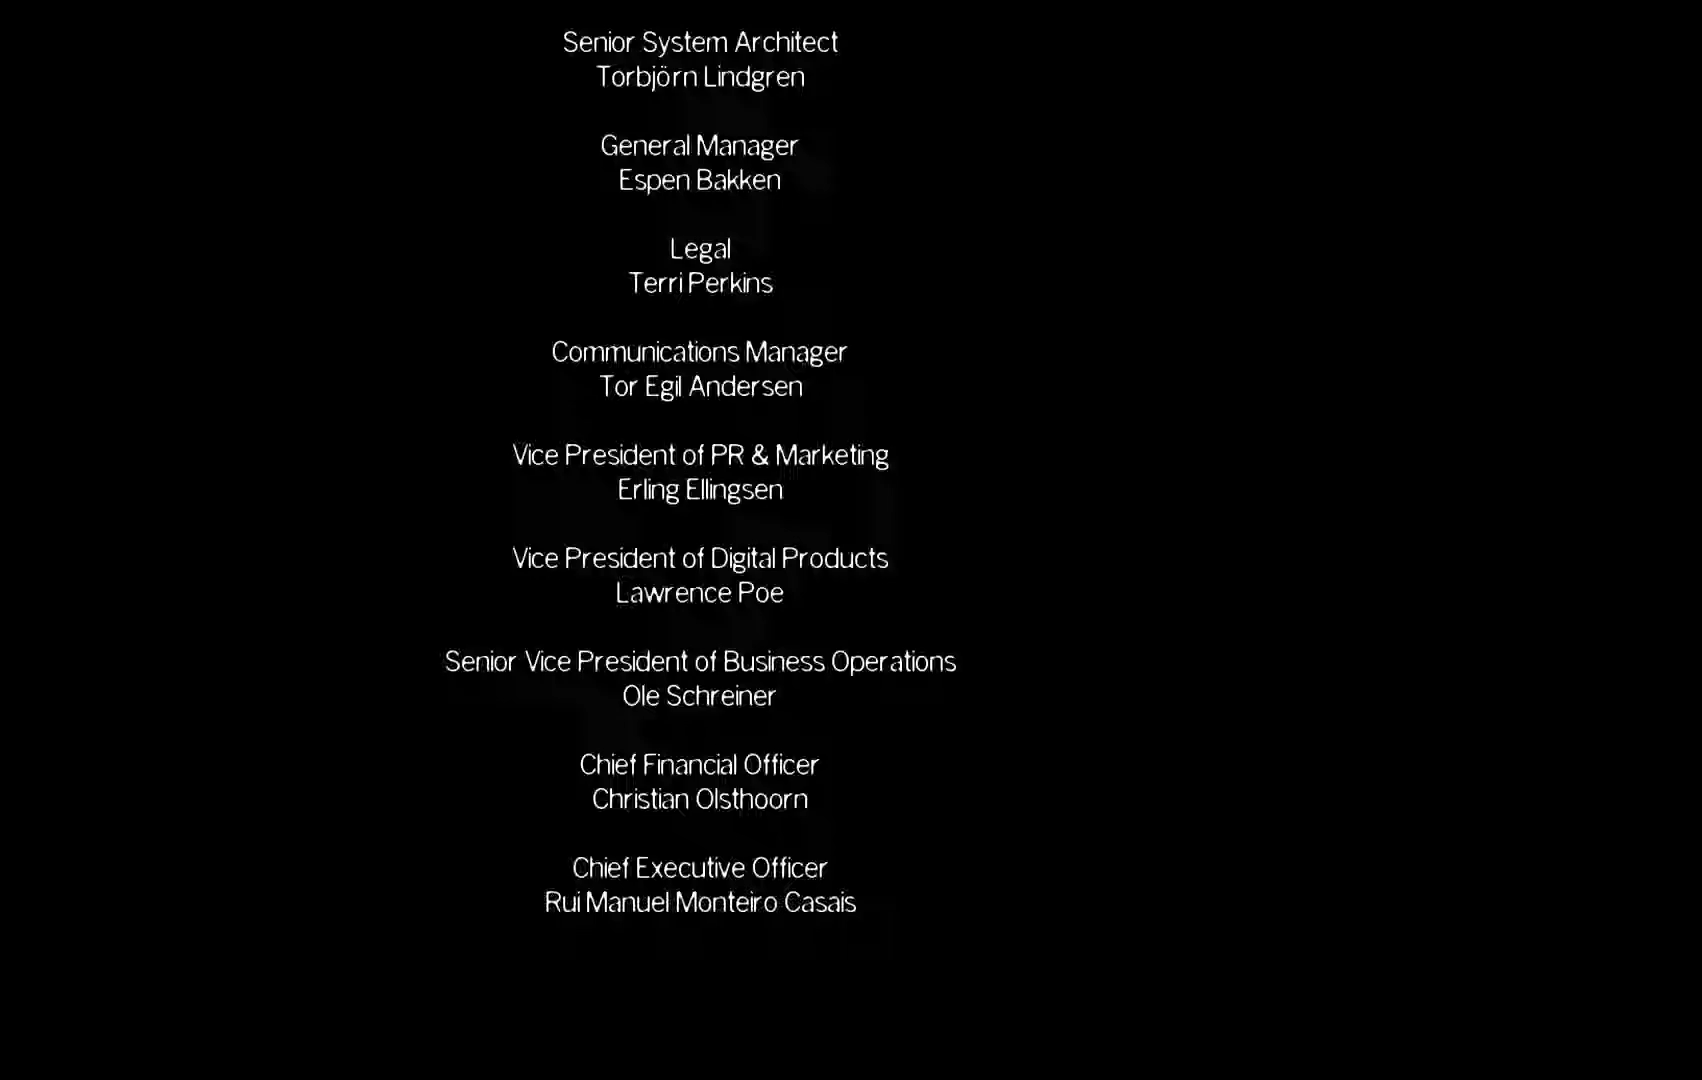 Senior System Architect
Torbjörn Lindgren
General Manager
Espen Bakken
Legal
Terri Perkins
Communications Manager
Tor Egil Andersen
Vice President of PR & Marketing
Erling Ellingsen
Vice President of Digital Products
Lawrence Poe
Senior Vice President of Business Operations
Ole Schreiner
Chief Financial Officer
Christian Olsthoorn
Chief Executive Officer
Rui Manuel Monteiro Casais